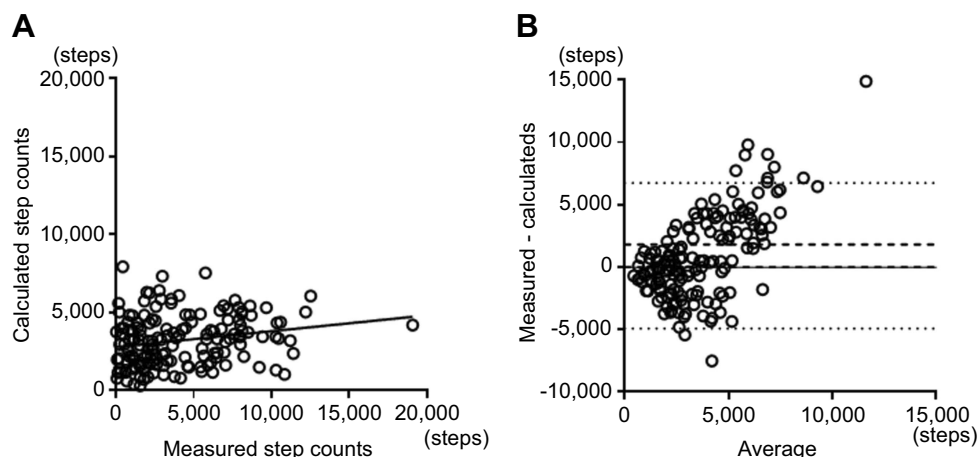 A
(steps)
20,000
15,000
10,000
5,000
0
Calculated step counts
0 5,000 10,000 15,000 20,000
Measured step counts (steps)
B
(steps)
15,000
10,000
5,000
0
-5,000
-10,000
Measured - calculateds
0 5,000 10,000 15,000
Average (steps)